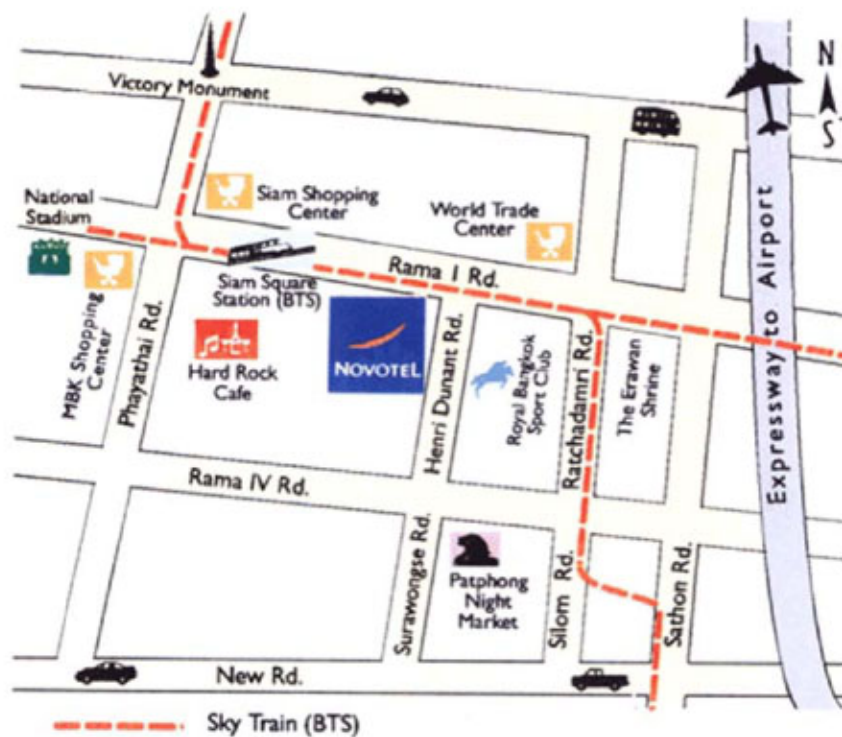 N
S
Victory Monument
National
Stadium
Siam Shopping
Center
World Trade
Center
Rama I Rd.
Siam Square
Station (BTS)
MBK Shopping
Center
Phayathai Rd.
Hard Rock
Cafe
NOVOTEL
Henri Dunant Rd.
Royal Bangkok
Sport Club
Ratchadamri Rd.
The Erawan
Shrine
Expressway to Airport
Rama IV Rd.
Surawongse Rd.
Patphong
Night
Market
Silom Rd.
Sathon Rd.
New Rd.
Sky Train (BTS)